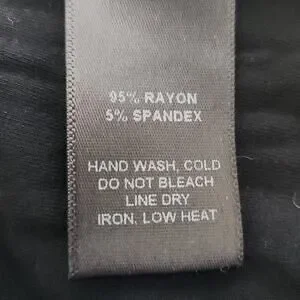 95% RAYON
5% SPANDEX
HAND WASH, COLD
DO NOT BLEACH
LINE DRY
IRON, LOW HEAT